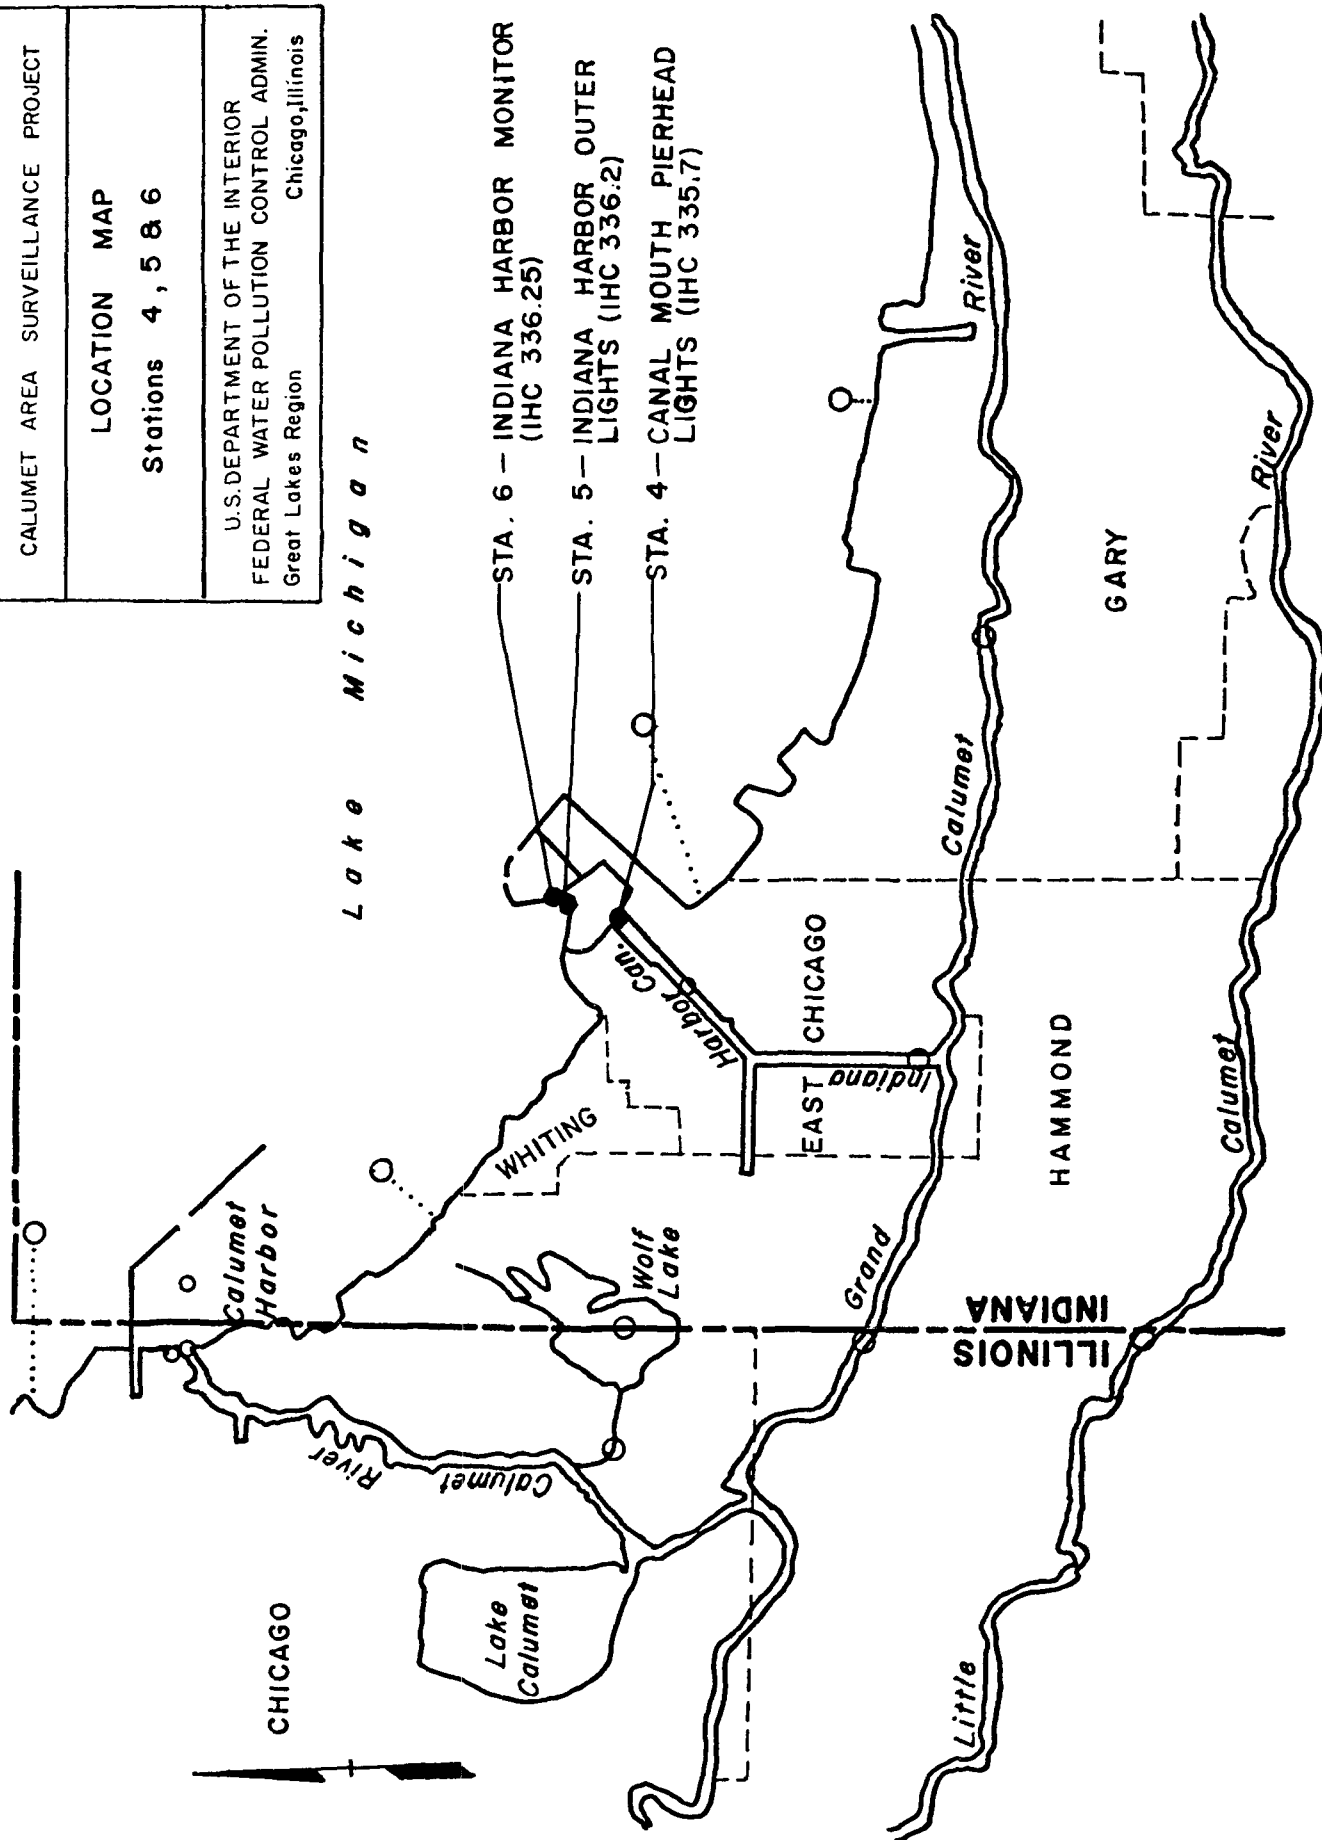 CALUMET AREA SURVEILLANCE PROJECT
LOCATION MAP
Stations 4, 5 & 6
U.S. DEPARTMENT OF THE INTERIOR
FEDERAL WATER POLLUTION CONTROL ADMIN.
Great Lakes Region Chicago, Illinois
Lake Michigan
STA. 6 — INDIANA HARBOR MONITOR
(IHC 336.25)
STA. 5 — INDIANA HARBOR OUTER
LIGHTS (IHC 336.2)
STA. 4 — CANAL MOUTH PIERHEAD
LIGHTS (IHC 335.7)
CHICAGO
Calumet
Harbor
Calumet
River
Lake
Calumet
Wolf
Lake
WHITING
Indiana
Harbor Can.
EAST CHICAGO
Grand
Calumet
River
ILLINOIS
INDIANA
HAMMOND
GARY
Little
Calumet
River